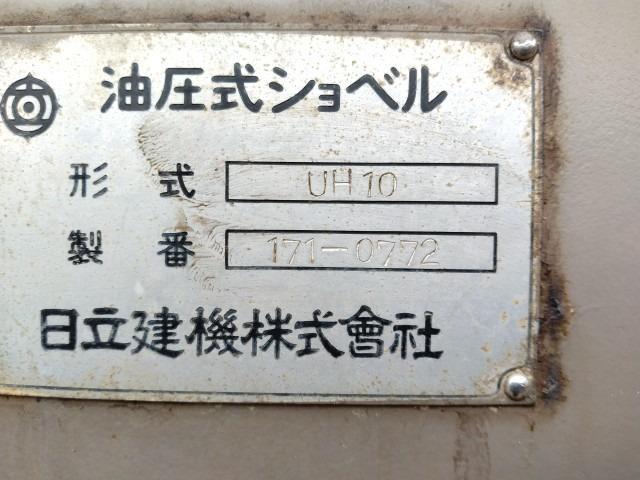 油圧式ショベル
形式 UH10
製番 171-0772
日立建機株式會社